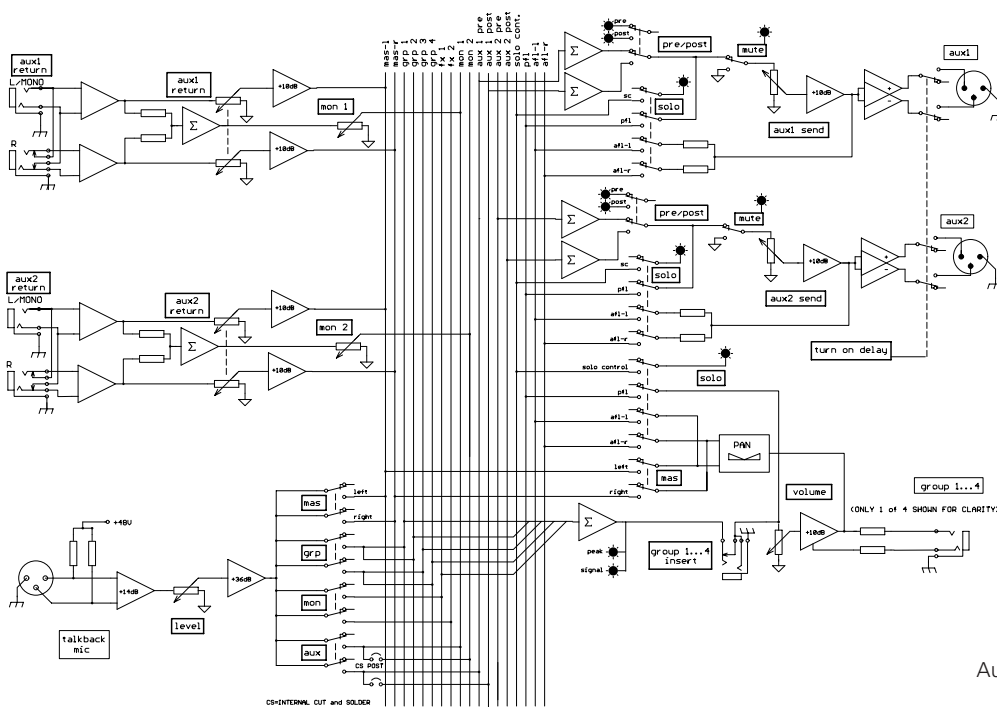 aux1 return
L/MONO
R
aux1 return
+10dB
+10dB
mon 1
Σ
aux2 return
L/MONO
R
aux2 return
+10dB
+10dB
mon 2
Σ
mas-l
mas-r
grp 1
grp 2
grp 3
grp 4
fx 1
fx 2
mon 1
mon 2
aux 1 pre
aux 1 post
aux 2 pre
aux 2 post
solo cont.
pfl
afl-l
afl-r
Σ
Σ
pre
post
pre/post
mute
sc
solo
pfl
afl-l
afl-r
+10dB
aux1 send
+
-
aux1
Σ
Σ
pre
post
pre/post
mute
sc
solo
pfl
afl-l
afl-r
+10dB
aux2 send
+
-
aux2
turn on delay
solo control
solo
pfl
afl-l
afl-r
left
right
mas
PAN
volume
+10dB
group 1...4
(ONLY 1 of 4 SHOWN FOR CLARITY)
Σ
peak
signal
group 1...4 insert
+48V
+14dB
level
+36dB
talkback mic
mas
left
right
grp
mon
aux
CS POST
CS=INTERNAL CUT and SOLDER
Au